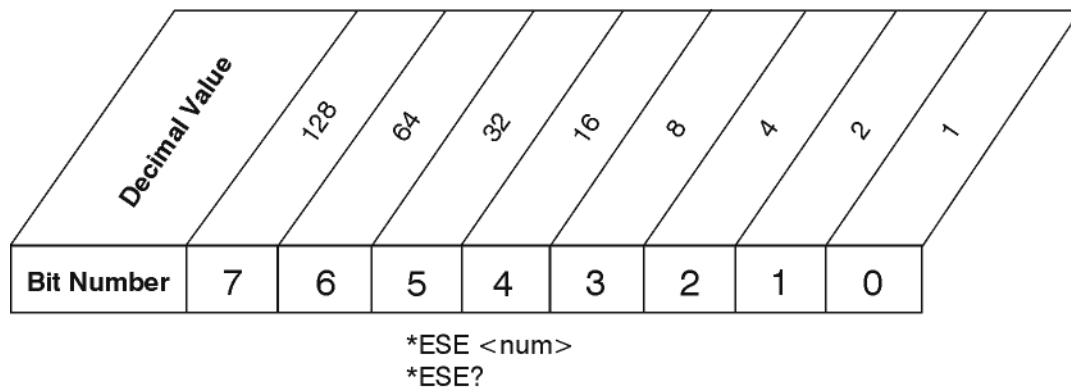 Decimal Value 128 64 32 16 8 4 2 1
Bit Number 7 6 5 4 3 2 1 0
*ESE <num>
*ESE?